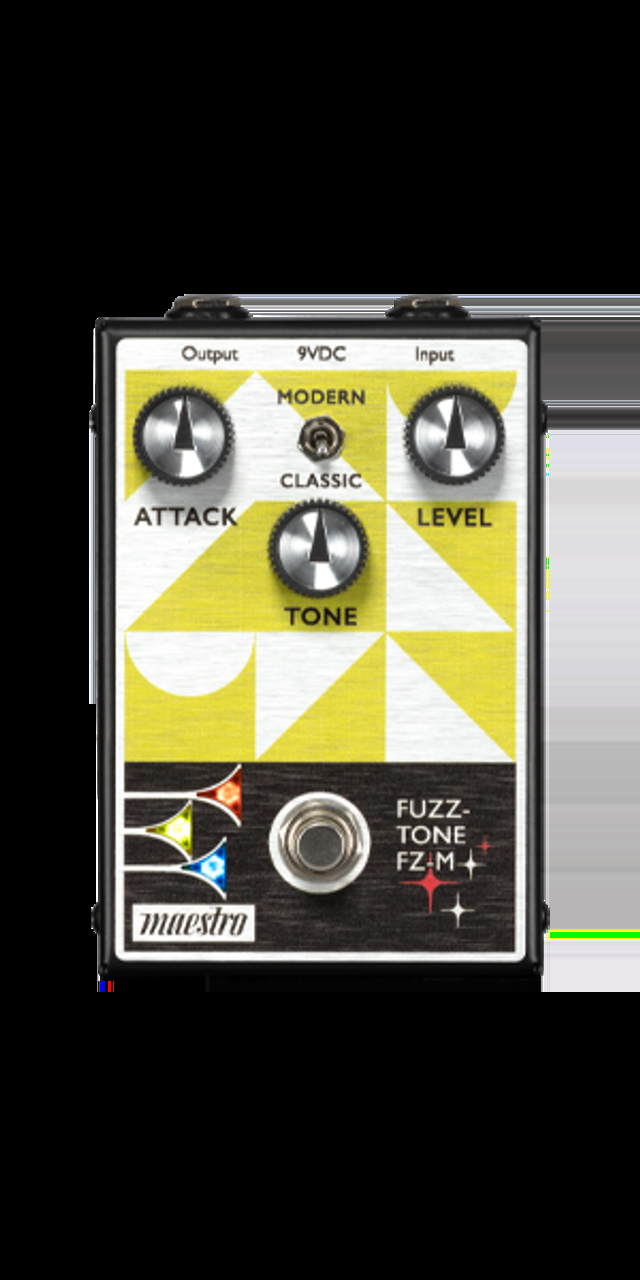 Output 9VDC Input
MODERN
CLASSIC
ATTACK LEVEL
TONE
FUZZ-
TONE
FZ-M
maestro